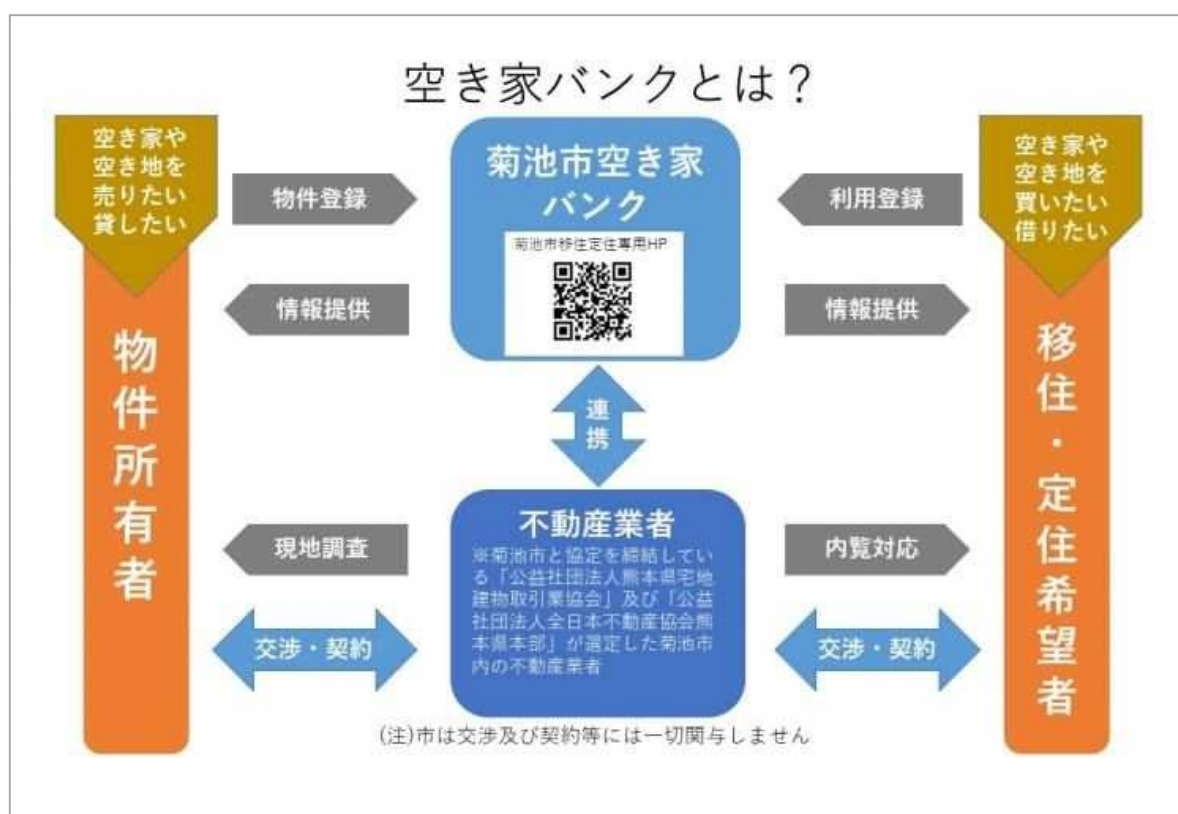 空き家バンクとは？
空き家や
空き地を
売りたい
貸したい
物件所有者
物件登録
情報提供
菊池市空き家
バンク
菊池市移住定住専用HP
利用登録
情報提供
空き家や
空き地を
買いたい
借りたい
移住・定住希望者
連
携
現地調査
交渉・契約
不動産業者
※菊池市と協定を締結してい
る「公益社団法人熊本県宅地
建物取引業協会」及び「公益
社団法人全日本不動産協会熊
本県本部」が選定した菊池市
内の不動産業者
内覧対応
交渉・契約
(注)市は交渉及び契約等には一切関与しません